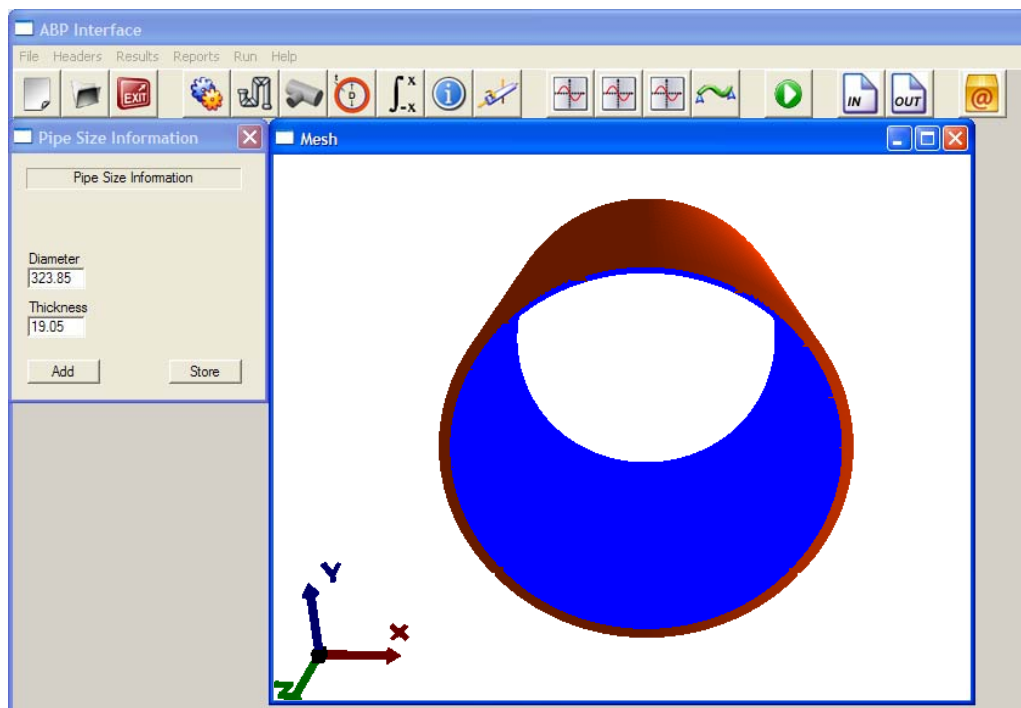 ABP Interface
File Headers Results Reports Run Help
EXIT
D
t
x
-x
i
IN
OUT
@
Pipe Size Information
Mesh
Pipe Size Information
Diameter
323.85
Thickness
19.05
Add Store
Y
X
Z